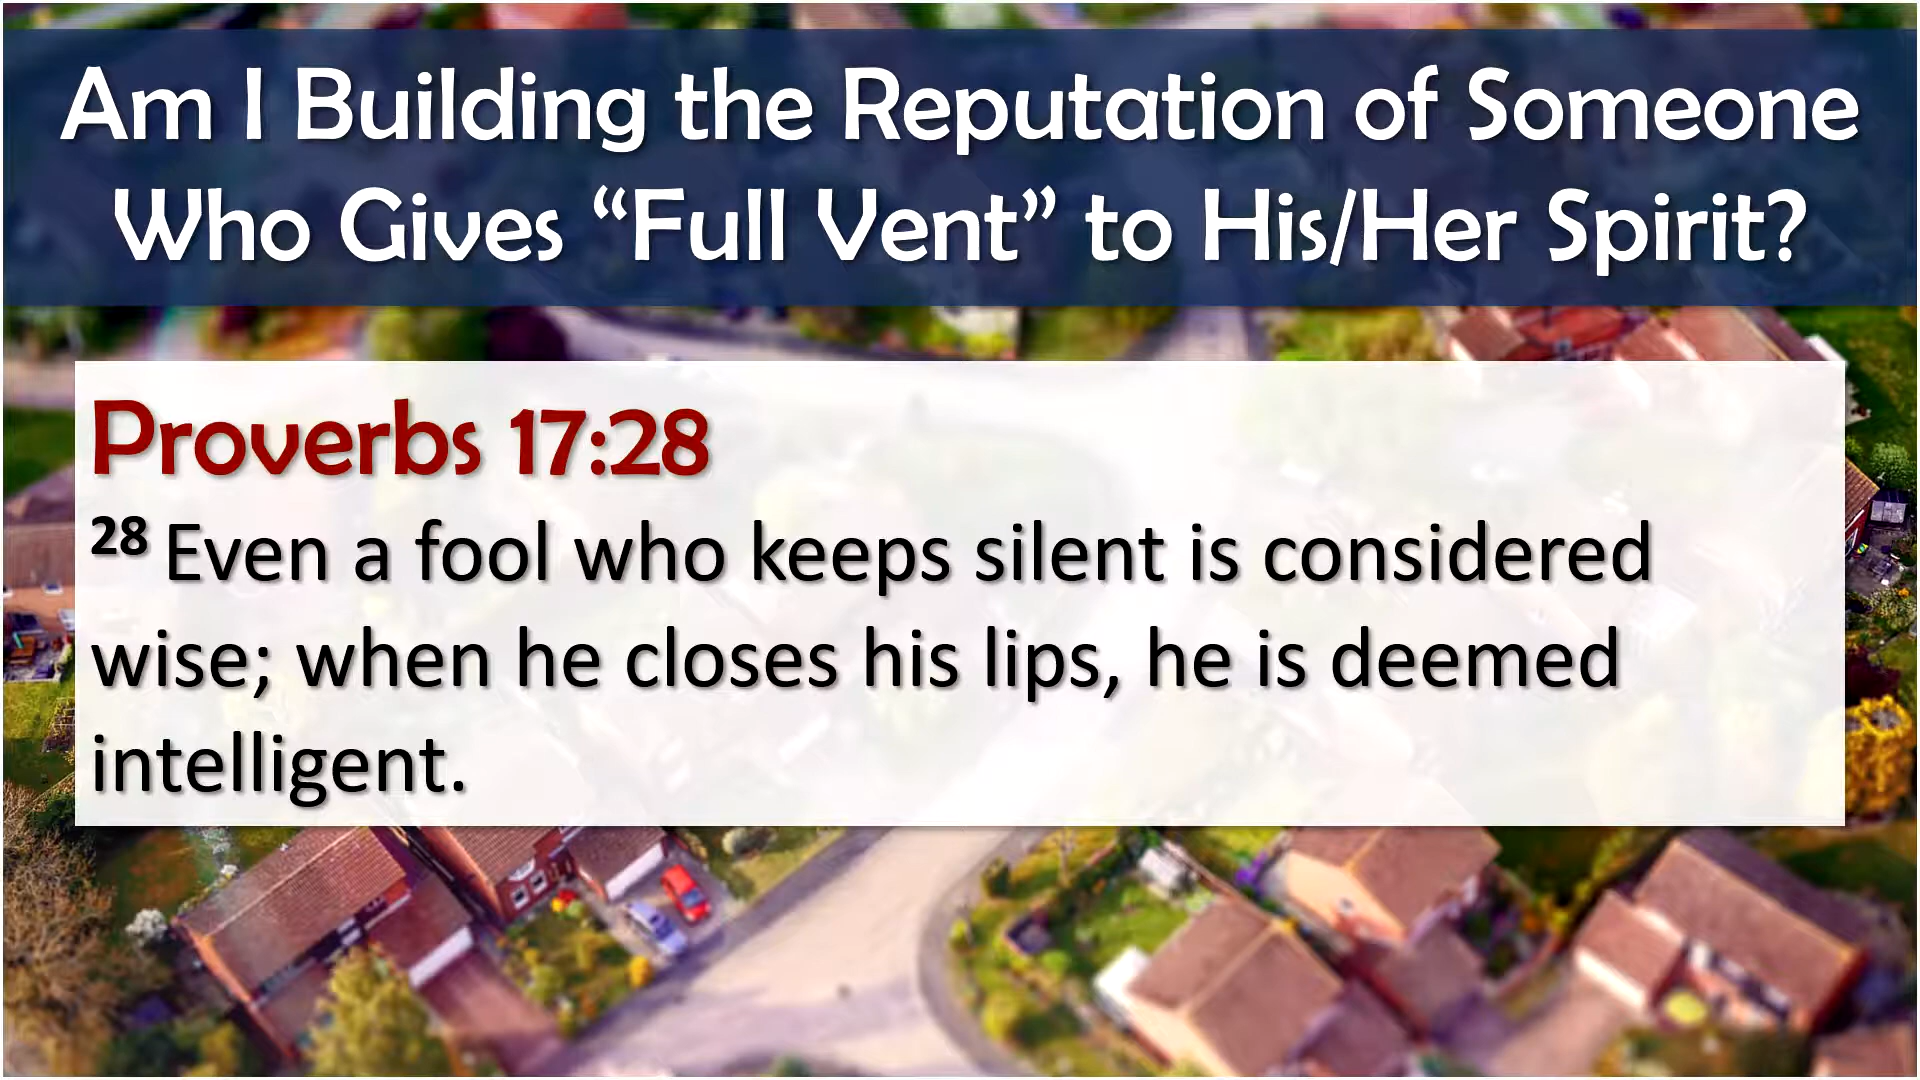 Am I Building the Reputation of Someone
Who Gives “Full Vent” to His/Her Spirit?
Proverbs 17:28
28 Even a fool who keeps silent is considered
wise; when he closes his lips, he is deemed
intelligent.